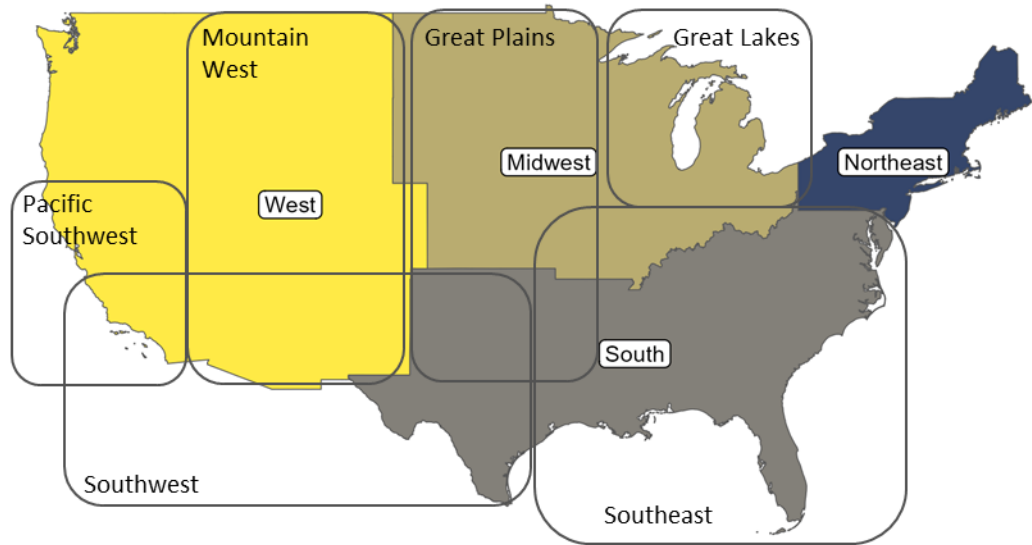 Mountain
West
Great Plains
Great Lakes
Midwest
Northeast
Pacific
Southwest
West
South
Southwest
Southeast